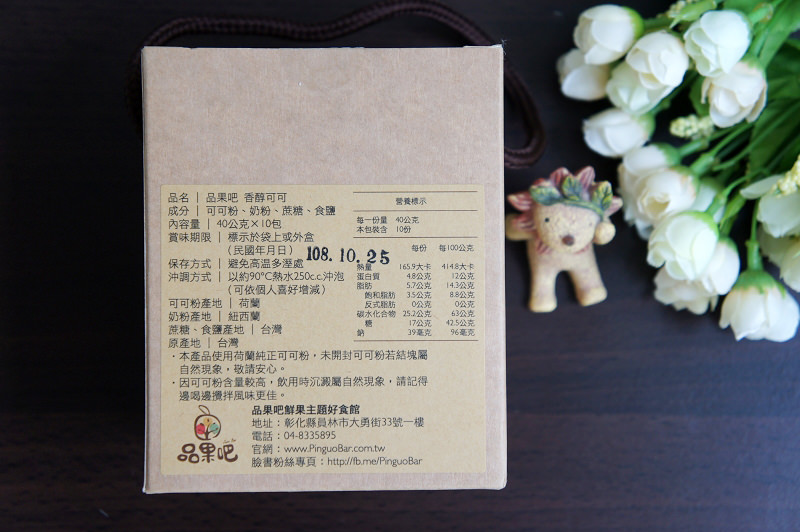 品名｜品果吧 香醇可可
成分｜可可粉、奶粉、蔗糖、食鹽
內容量｜40公克×10包
賞味期限｜標示於袋上或外盒
（民國年月日）108.10.25
保存方式｜避免高溫多溼處
沖調方式｜以約90°C熱水250c.c.沖泡
（可依個人喜好增減）
可可粉產地｜荷蘭
奶粉產地｜紐西蘭
蔗糖、食鹽產地｜台灣
原產地｜台灣
營養標示
每一份量 40公克
本包裝含 10份
每份 每100公克
熱量 165.9大卡 414.8大卡
蛋白質 4.8公克 12公克
脂肪 5.7公克 14.3公克
飽和脂肪 3.5公克 8.8公克
反式脂肪 0公克 0公克
碳水化合物 25.2公克 63公克
糖 17公克 42.5公克
鈉 39毫克 96毫克
·本產品使用荷蘭純正可可粉，未開封可可粉若結塊屬
自然現象，敬請安心。
·因可可粉含量較高，飲用時沉澱屬自然現象，請記得
邊喝邊攪拌風味更佳。
品果吧
品果吧鮮果主題好食館
地址：彰化縣員林市大勇街33號一樓
電話：04-8335895
官網：www.PinguoBar.com.tw
臉書粉絲專頁：http://fb.me/PinguoBar